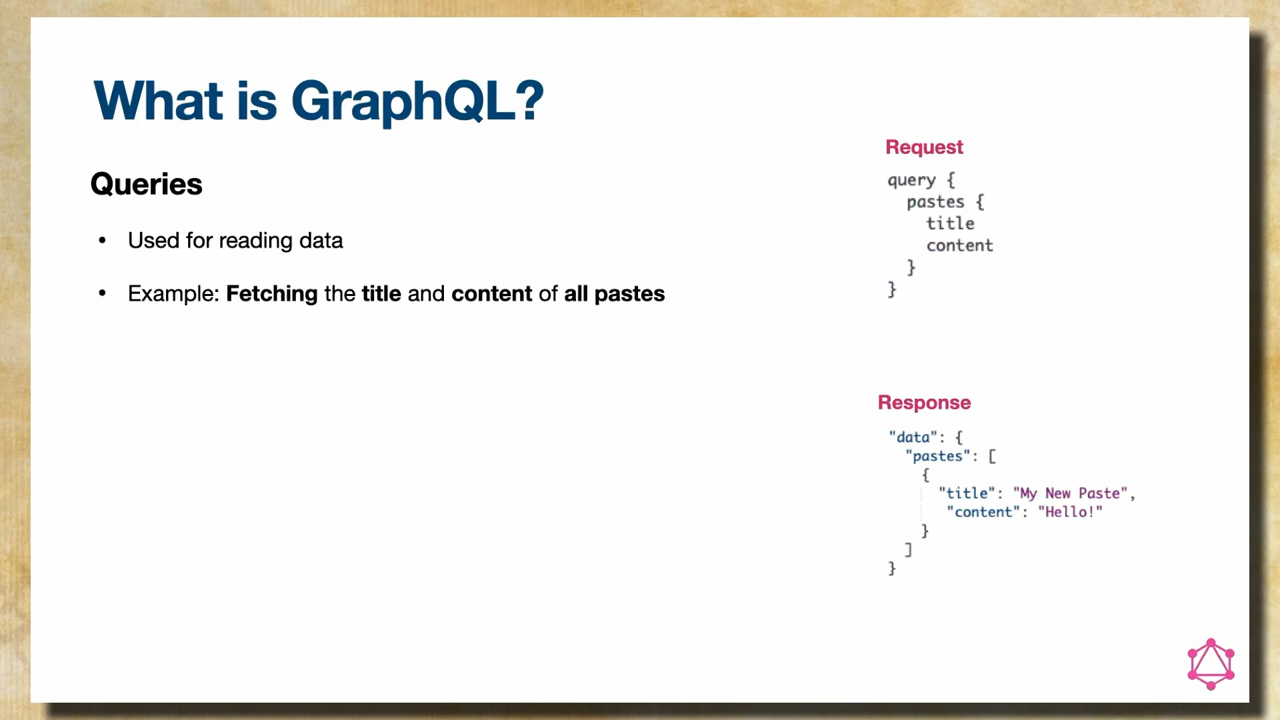 What is GraphQL?
Queries
• Used for reading data
• Example: Fetching the title and content of all pastes
Request
query {
  pastes {
    title
    content
  }
}
Response
"data": {
  "pastes": [
    {
      "title": "My New Paste",
       "content": "Hello!"
    }
  ]
}